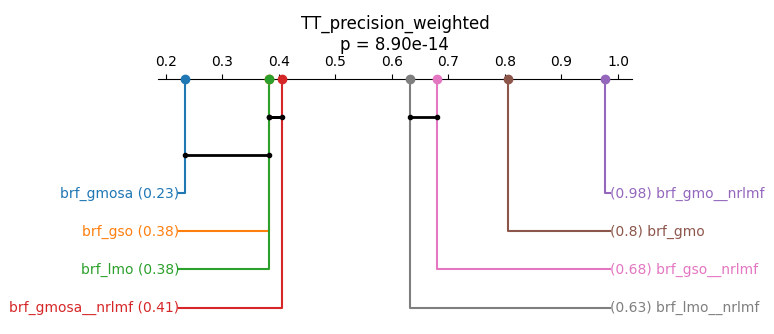 TT_precision_weighted
p = 8.90e-14
0.2 0.3 0.4 0.5 0.6 0.7 0.8 0.9 1.0
brf_gmosa (0.23)
(0.98) brf_gmo__nrlmf
brf_gso (0.38)
(0.8) brf_gmo
brf_lmo (0.38)
(0.68) brf_gso__nrlmf
brf_gmosa__nrlmf (0.41)
(0.63) brf_lmo__nrlmf